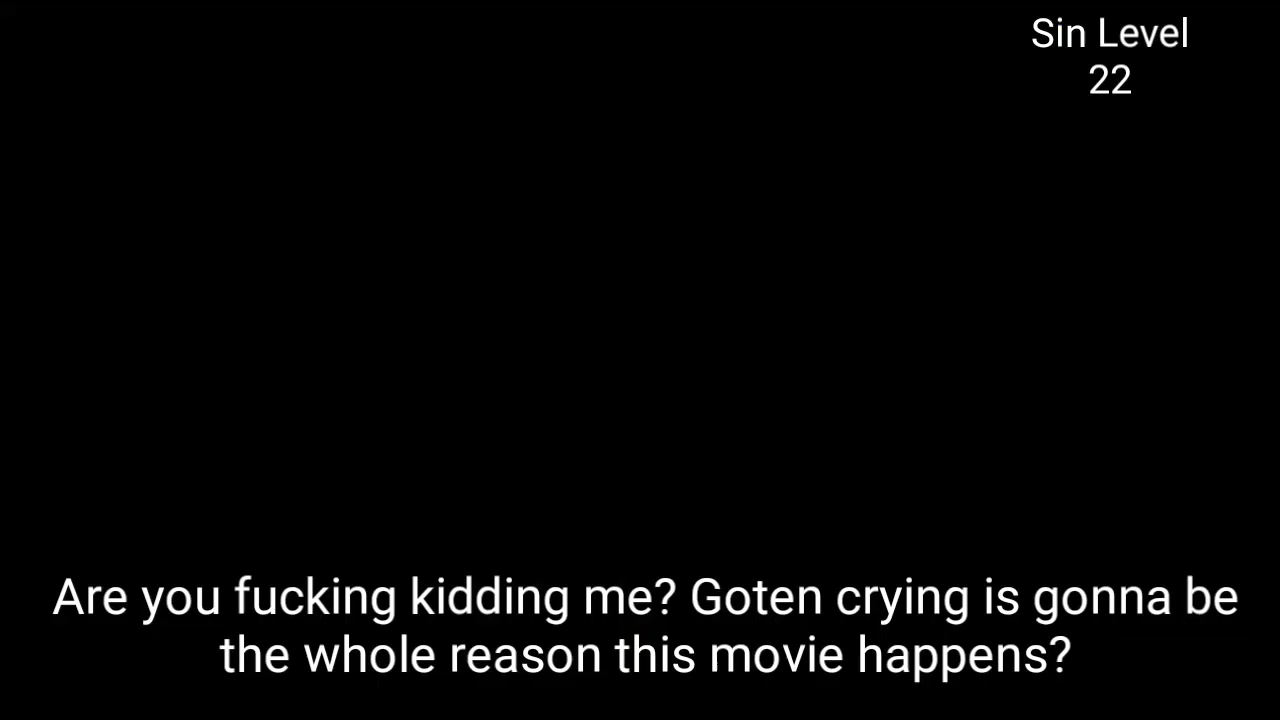 Sin Level
22
Are you fucking kidding me? Goten crying is gonna be
the whole reason this movie happens?